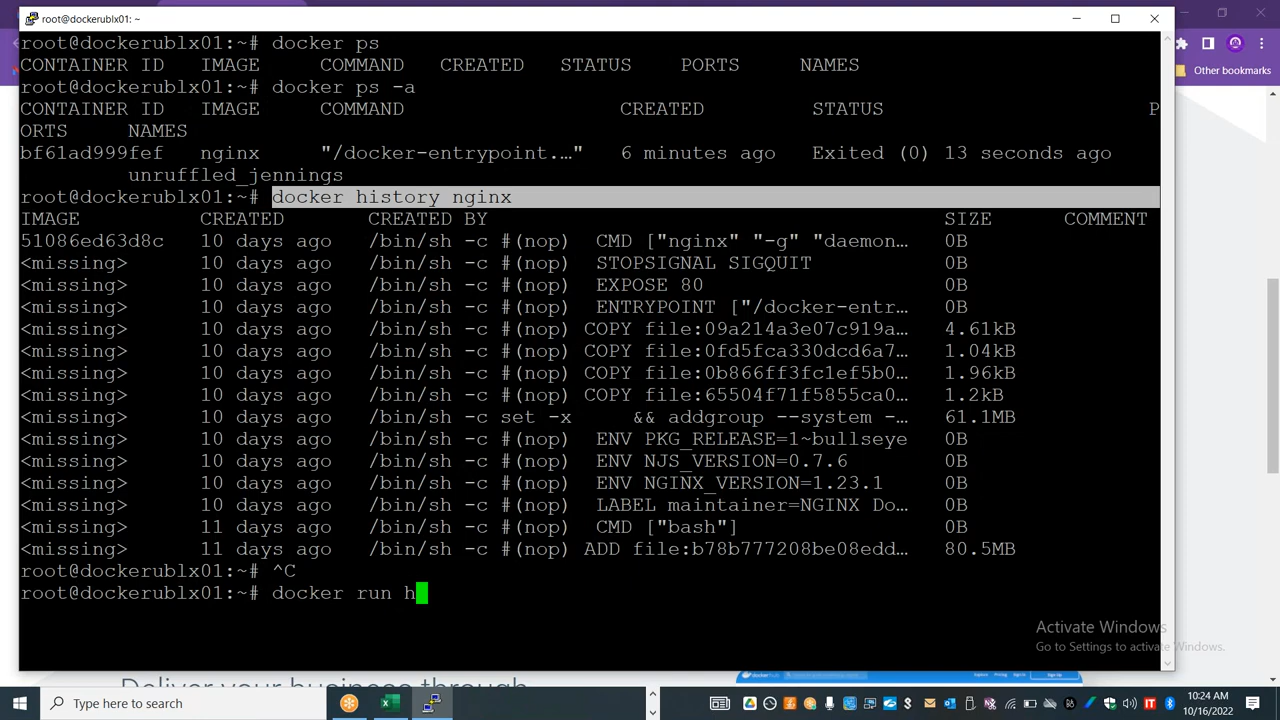 root@dockerublx01: ~
root@dockerublx01:~# docker ps
CONTAINER ID   IMAGE     COMMAND   CREATED   STATUS    PORTS     NAMES
root@dockerublx01:~# docker ps -a
CONTAINER ID   IMAGE     COMMAND                  CREATED         STATUS                      P
ORTS     NAMES
bf61ad999fef   nginx     "/docker-entrypoint.…"   6 minutes ago   Exited (0) 13 seconds ago
         unruffled_jennings
root@dockerublx01:~# docker history nginx
IMAGE          CREATED       CREATED BY                                      SIZE      COMMENT
51086ed63d8c   10 days ago   /bin/sh -c #(nop)  CMD ["nginx" "-g" "daemon…   0B
<missing>      10 days ago   /bin/sh -c #(nop)  STOPSIGNAL SIGQUIT           0B
<missing>      10 days ago   /bin/sh -c #(nop)  EXPOSE 80                    0B
<missing>      10 days ago   /bin/sh -c #(nop)  ENTRYPOINT ["/docker-entr…   0B
<missing>      10 days ago   /bin/sh -c #(nop) COPY file:09a214a3e07c919a…   4.61kB
<missing>      10 days ago   /bin/sh -c #(nop) COPY file:0fd5fca330dcd6a7…   1.04kB
<missing>      10 days ago   /bin/sh -c #(nop) COPY file:0b866ff3fc1ef5b0…   1.96kB
<missing>      10 days ago   /bin/sh -c #(nop) COPY file:65504f71f5855ca0…   1.2kB
<missing>      10 days ago   /bin/sh -c set -x     && addgroup --system -…   61.1MB
<missing>      10 days ago   /bin/sh -c #(nop)  ENV PKG_RELEASE=1~bullseye   0B
<missing>      10 days ago   /bin/sh -c #(nop)  ENV NJS_VERSION=0.7.6        0B
<missing>      10 days ago   /bin/sh -c #(nop)  ENV NGINX_VERSION=1.23.1     0B
<missing>      10 days ago   /bin/sh -c #(nop)  LABEL maintainer=NGINX Do…   0B
<missing>      11 days ago   /bin/sh -c #(nop)  CMD ["bash"]                 0B
<missing>      11 days ago   /bin/sh -c #(nop) ADD file:b78b777208be08edd…   80.5MB
root@dockerublx01:~# ^C
root@dockerublx01:~# docker run h
Other bookmarks
Activate Windows
Go to Settings to activate Windows.
Deliver your business through
Type here to search
10:24 AM
10/16/2022